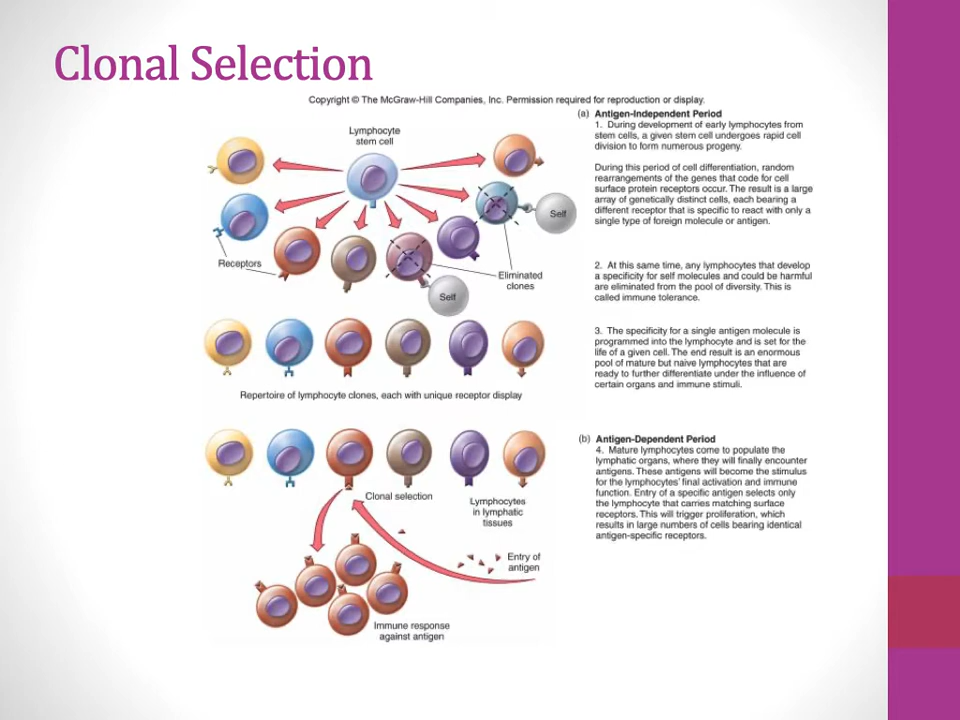 Clonal Selection
Copyright © The McGraw-Hill Companies, Inc. Permission required for reproduction or display.
Lymphocyte
stem cell
Self
Receptors
Eliminated
clones
Self
Repertoire of lymphocyte clones, each with unique receptor display
Clonal selection
Lymphocytes
in lymphatic
tissues
Entry of
antigen
Immune response
against antigen
(a) Antigen-Independent Period
1. During development of early lymphocytes from
stem cells, a given stem cell undergoes rapid cell
division to form numerous progeny.
During this period of cell differentiation, random
rearrangements of the genes that code for cell
surface protein receptors occur. The result is a large
array of genetically distinct cells, each bearing a
different receptor that is specific to react with only a
single type of foreign molecule or antigen.
2. At this same time, any lymphocytes that develop
a specificity for self molecules and could be harmful
are eliminated from the pool of diversity. This is
called immune tolerance.
3. The specificity for a single antigen molecule is
programmed into the lymphocyte and is set for the
life of a given cell. The end result is an enormous
pool of mature but naive lymphocytes that are
ready to further differentiate under the influence of
certain organs and immune stimuli.
(b) Antigen-Dependent Period
4. Mature lymphocytes come to populate the
lymphatic organs, where they will finally encounter
antigens. These antigens will become the stimulus
for the lymphocytes' final activation and immune
function. Entry of a specific antigen selects only
the lymphocyte that carries matching surface
receptors. This will trigger proliferation, which
results in large numbers of cells bearing identical
antigen-specific receptors.